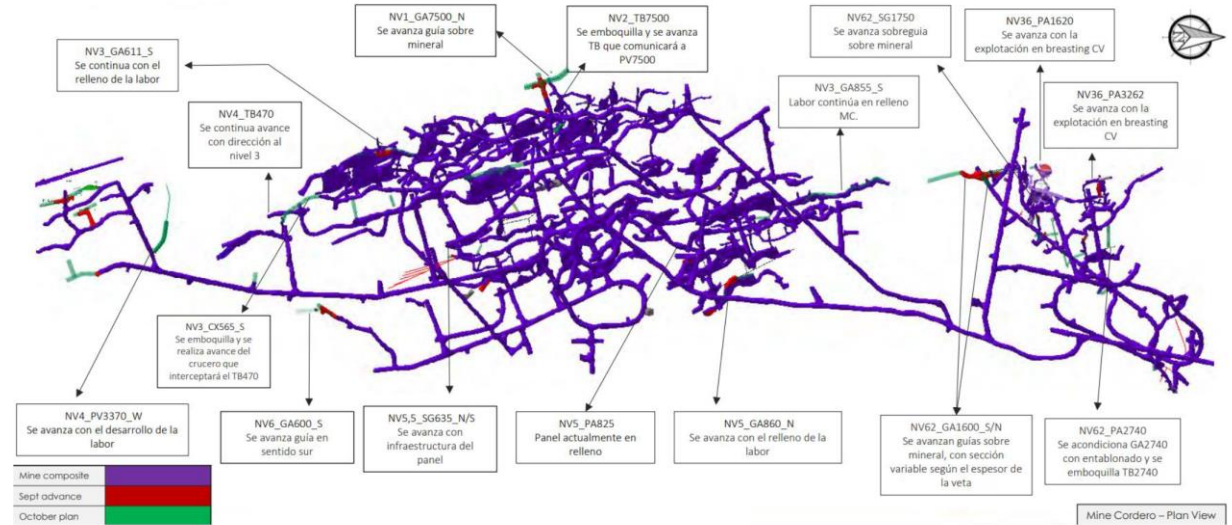 NV1_GA7500_N
Se avanza guía sobre
mineral
NV2_TB7500
Se emboquilla y se avanza
TB que comunicará a
PV7500
NV62_SG1750
Se avanza sobreguia
sobre mineral
NV36_PA1620
Se avanza con la
explotación en breasting CV
NV3_GA611_S
Se continua con el
relleno de la labor
NV4_TB470
Se continua avance
con dirección al
nivel 3
NV3_GA855_S
Labor continúa en relleno
MC.
NV36_PA3262
Se avanza con la
explotación en breasting
CV
NV3_CX565_S
Se emboquilla y se
realiza avance del
crucero que
interceptará el TB470
NV4_PV3370_W
Se avanza con el desarrollo de la
labor
NV6_GA600_S
Se avanza guía en
sentido sur
NV5,5_SG635_N/S
Se avanza con
infraestructura del
panel
NV5_PA825
Panel actualmente en
relleno
NV5_GA860_N
Se avanza con el relleno de la
labor
NV62_GA1600_S/N
Se avanzan guías sobre
mineral, con sección
variable según el espesor de
la veta
NV62_PA2740
Se acondiciona GA2740
con entablonado y se
emboquilla TB2740
Mine composite
Sept advance
October plan
Mine Cordero – Plan View